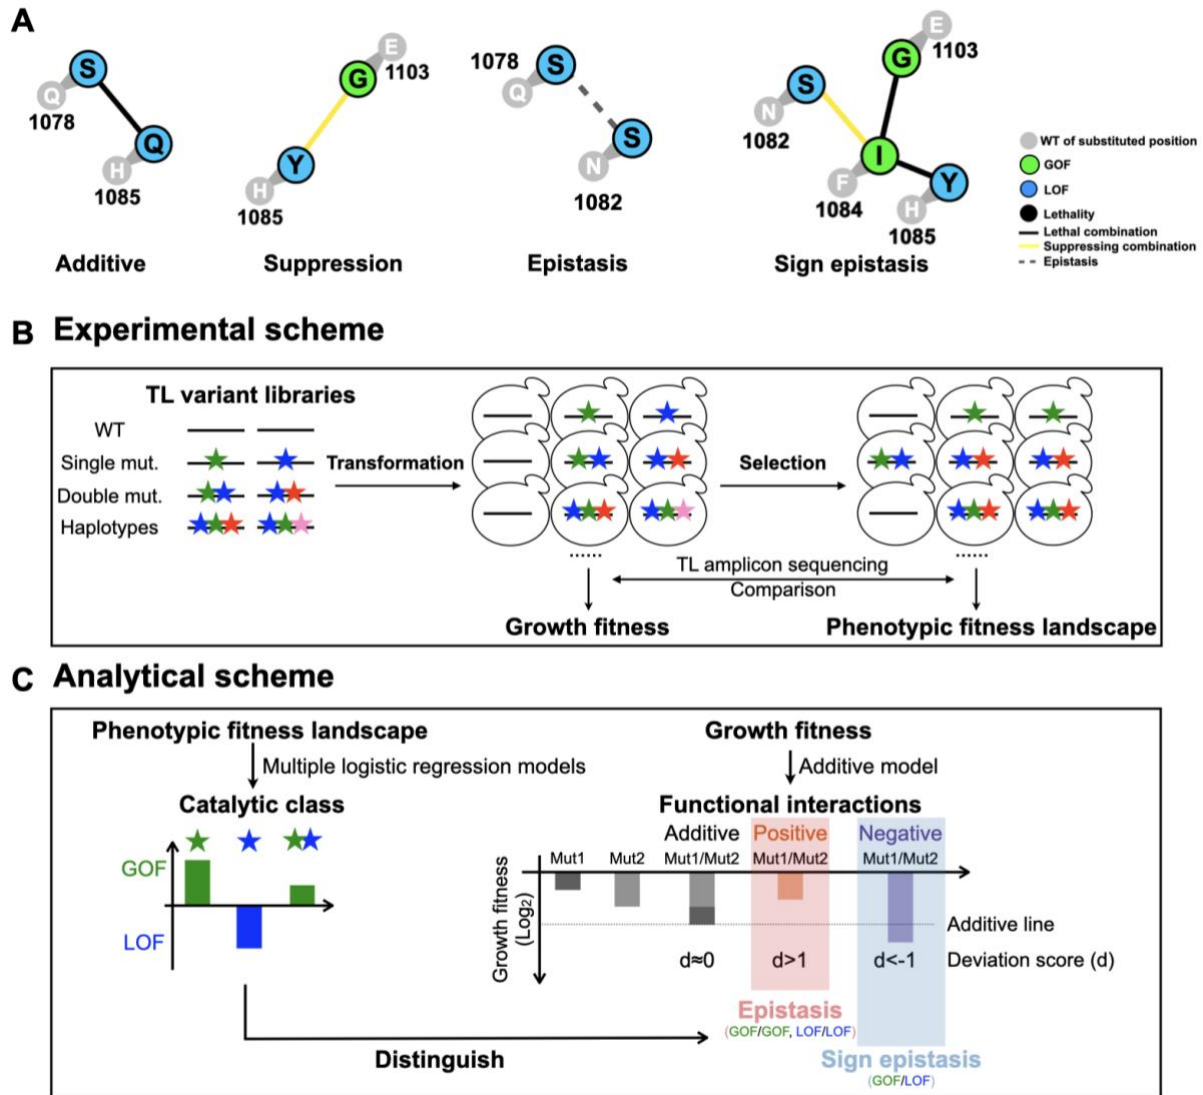 A
S
Q
1078
Q
H
1085
Additive
E
G
1103
Y
H
1085
Suppression
1078
S
Q
S
N
1082
Epistasis
E
G
1103
S
N
1082
I
F
1084
Y
H
1085
Sign epistasis
WT of substituted position
GOF
LOF
Lethality
Lethal combination
Suppressing combination
Epistasis
B Experimental scheme
TL variant libraries
WT
Single mut.
Double mut.
Haplotypes
Transformation
Selection
......
......
TL amplicon sequencing
Comparison
Growth fitness
Phenotypic fitness landscape
C Analytical scheme
Phenotypic fitness landscape
Multiple logistic regression models
Catalytic class
GOF
LOF
Growth fitness
Additive model
Functional interactions
Additive Positive Negative
Mut1 Mut2 Mut1/Mut2 Mut1/Mut2 Mut1/Mut2
Growth fitness
(Log₂)
Additive line
d≈0 d>1 d<-1 Deviation score (d)
Epistasis
(GOF/GOF, LOF/LOF)
Distinguish
Sign epistasis
(GOF/LOF)